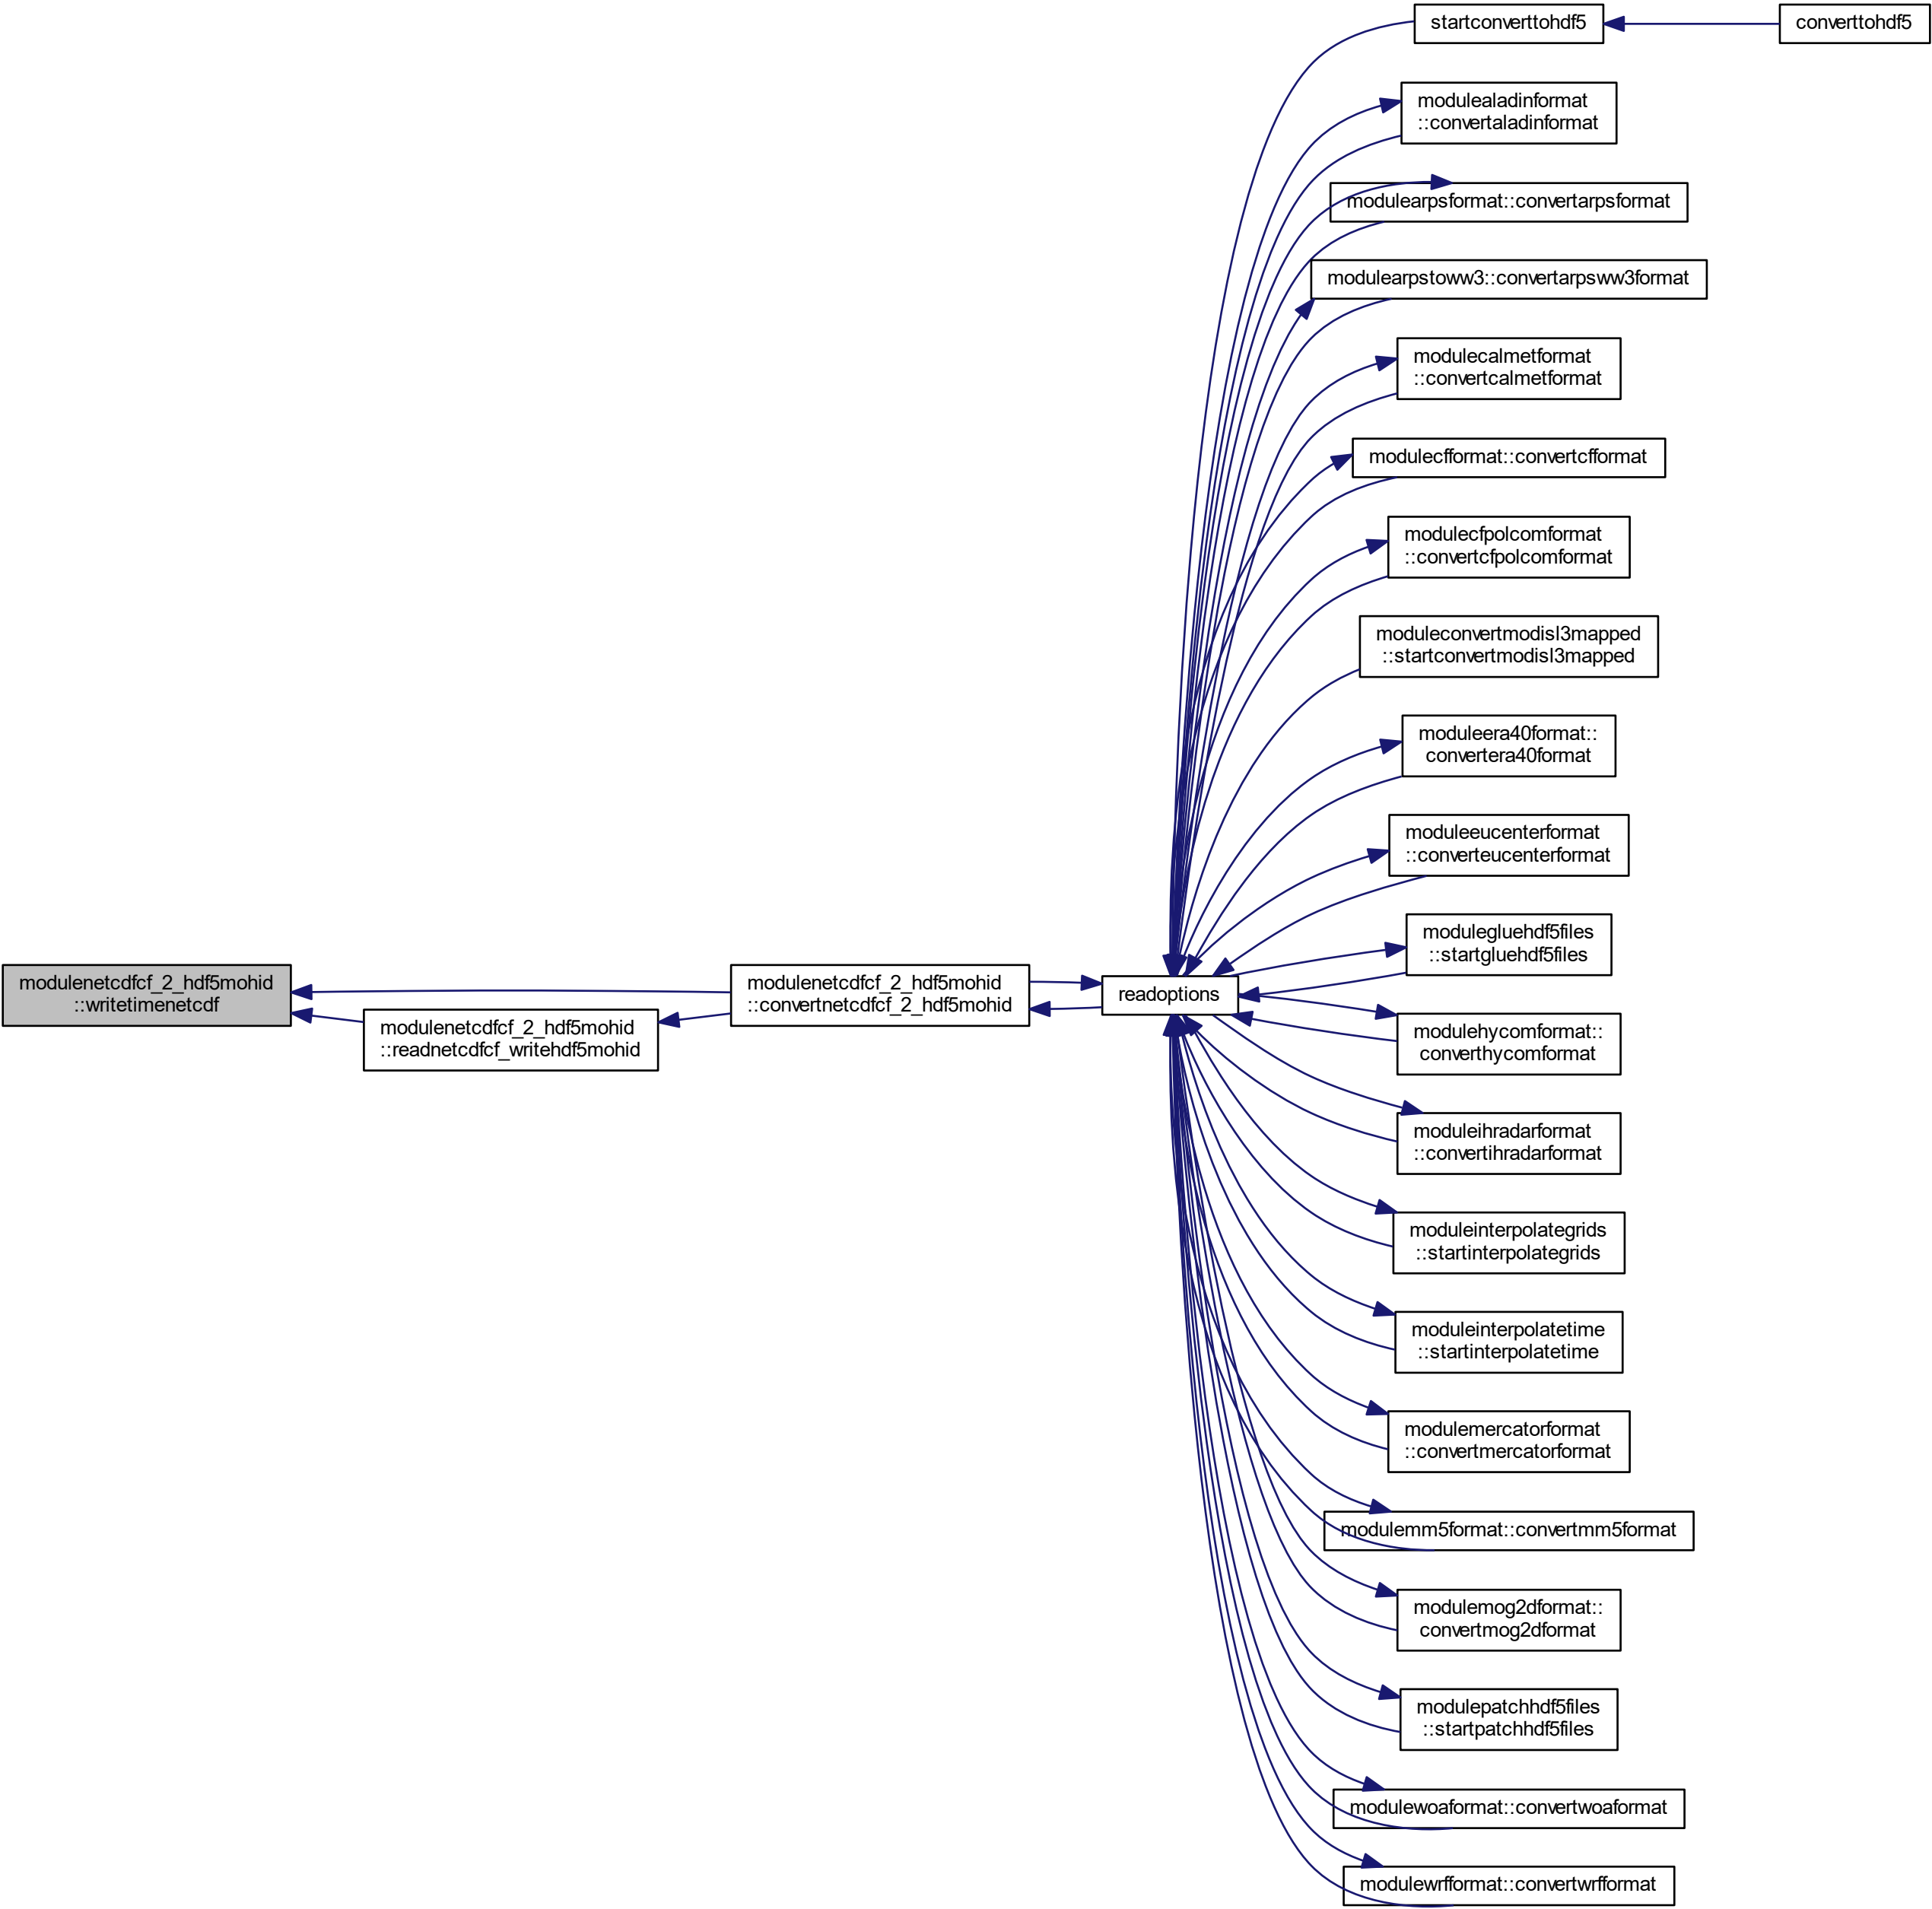 startconverttohdf5
converttohdf5
modulealadinformat
::convertaladinformat
modulearpsformat::convertarpsformat
modulearpstoww3::convertarpsww3format
modulecalmetformat
::convertcalmetformat
modulecfformat::convertcfformat
modulecfpolcomformat
::convertcfpolcomformat
moduleconvertmodisl3mapped
::startconvertmodisl3mapped
moduleera40format::
convertera40format
moduleeucenterformat
::converteucenterformat
modulegluehdf5files
::startgluehdf5files
modulenetcdfcf_2_hdf5mohid
::writetimenetcdf
modulenetcdfcf_2_hdf5mohid
::convertnetcdfcf_2_hdf5mohid
readoptions
modulenetcdfcf_2_hdf5mohid
::readnetcdfcf_writehdf5mohid
modulehycomformat::
converthycomformat
moduleihradarformat
::convertihradarformat
moduleinterpolategrids
::startinterpolategrids
moduleinterpolatetime
::startinterpolatetime
modulemercatorformat
::convertmercatorformat
modulemm5format::convertmm5format
modulemog2dformat::
convertmog2dformat
modulepatchhdf5files
::startpatchhdf5files
modulewoaformat::convertwoaformat
modulewrfformat::convertwrfformat